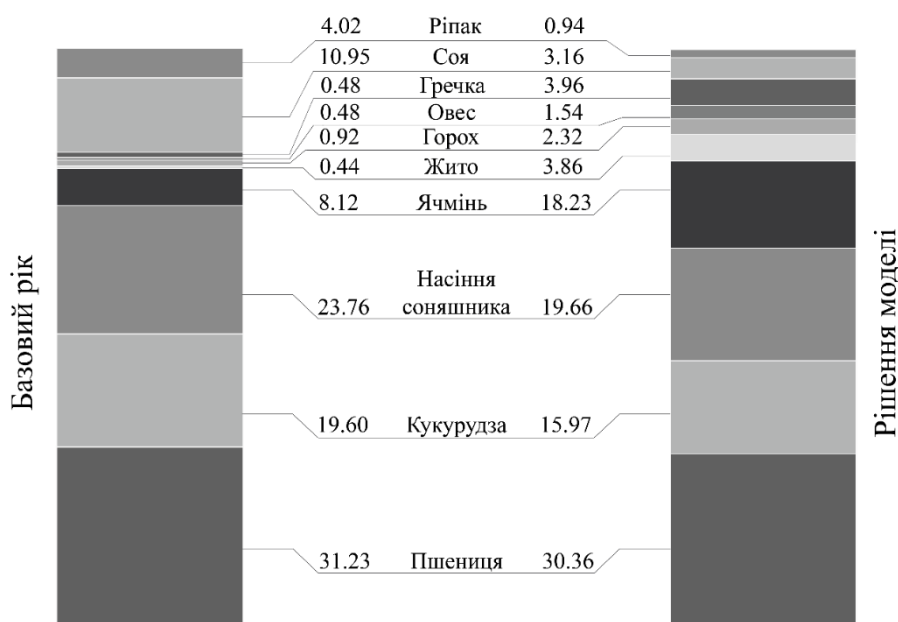 4.02 Ріпак 0.94
10.95 Соя 3.16
0.48 Гречка 3.96
0.48 Овес 1.54
0.92 Горох 2.32
0.44 Жито 3.86
8.12 Ячмінь 18.23
Насіння
23.76 соняшника 19.66
19.60 Кукурудза 15.97
31.23 Пшениця 30.36
Базовий рік
Рішення моделі